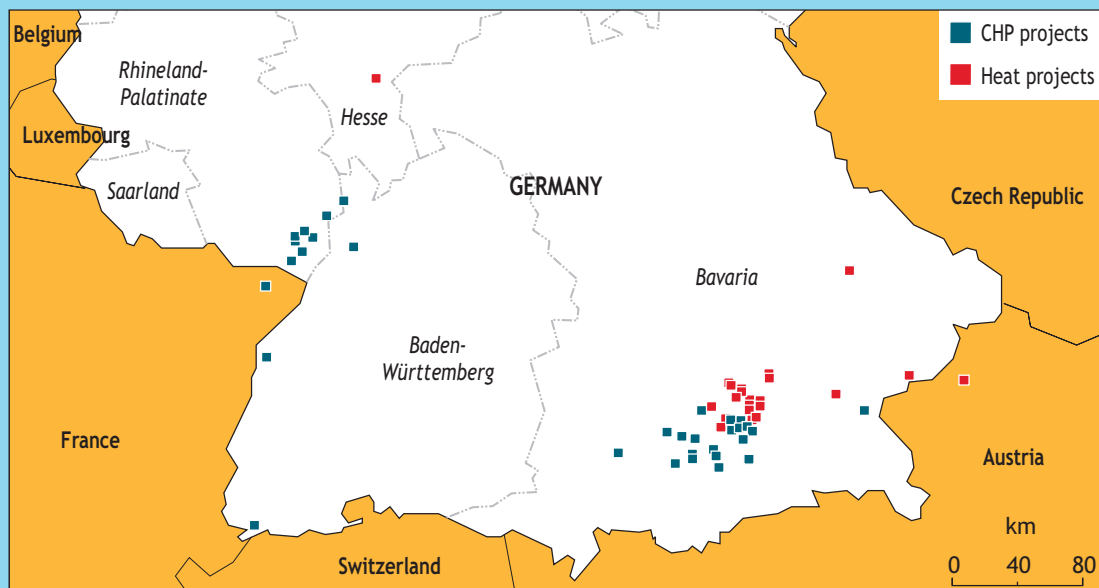 Belgium
Rhineland-
Palatinate
Hesse
CHP projects
Heat projects
Luxembourg
Saarland
GERMANY
Czech Republic
Bavaria
Baden-
Württemberg
France
Austria
Switzerland
km
0 40 80